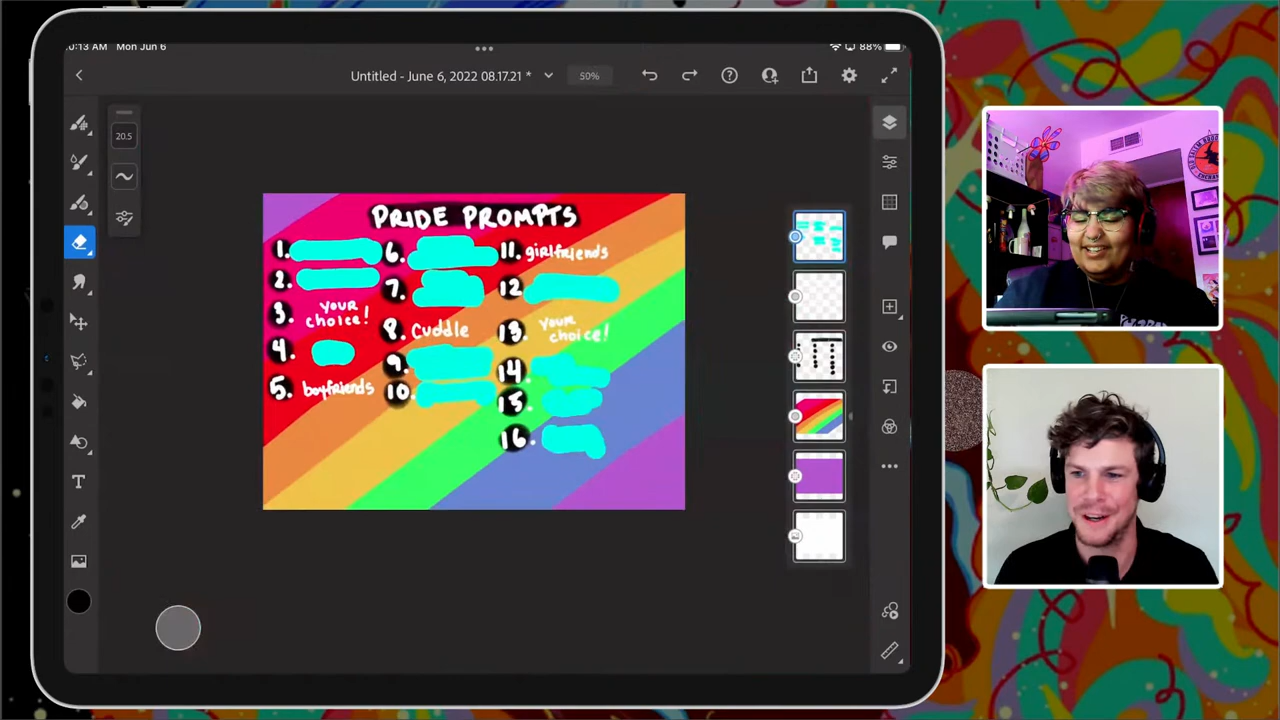 0:13 AM Mon Jun 6
88%
Untitled - June 6, 2022 08.17.21 *
50%
20.5
PRIDE PROMPTS
1.
2.
3. YOUR choice!
4.
5. boyfriends
6.
7.
8. Cuddle
9.
10.
11. girlfriends
12
13. YOUR choice!
14
15.
16.
T